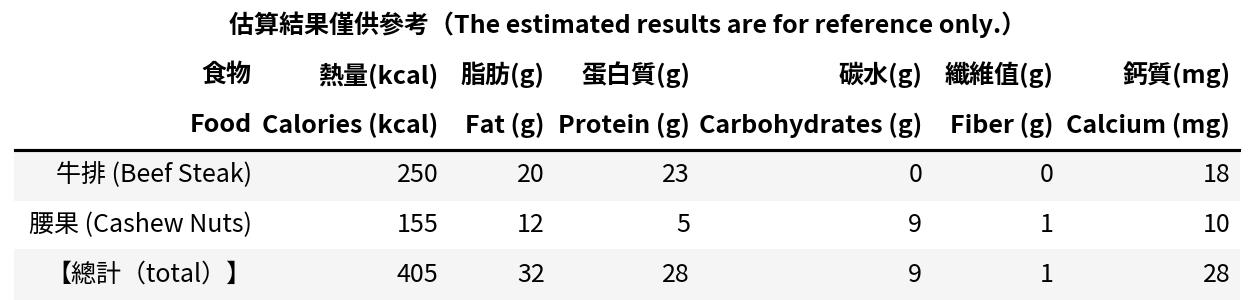 估算結果僅供參考（The estimated results are for reference only.）
食物 熱量(kcal) 脂肪(g) 蛋白質(g) 碳水(g) 纖維值(g) 鈣質(mg)
Food Calories (kcal) Fat (g) Protein (g) Carbohydrates (g) Fiber (g) Calcium (mg)
牛排 (Beef Steak) 250 20 23 0 0 18
腰果 (Cashew Nuts) 155 12 5 9 1 10
【總計（total）】 405 32 28 9 1 28